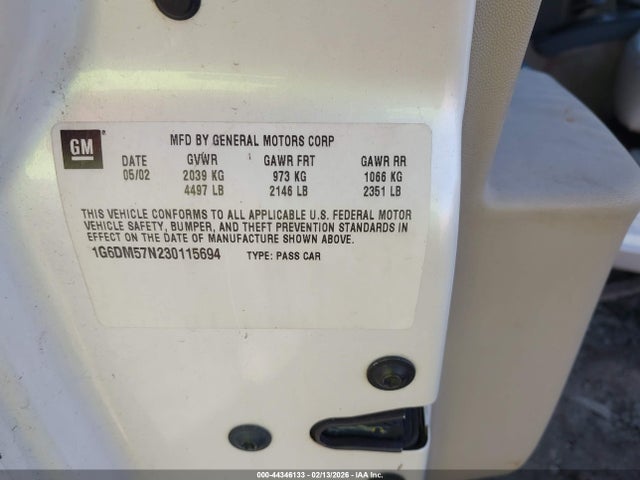 GM
MFD BY GENERAL MOTORS CORP
DATE GVWR GAWR FRT GAWR RR
05/02 2039 KG 973 KG 1066 KG
4497 LB 2146 LB 2351 LB
THIS VEHICLE CONFORMS TO ALL APPLICABLE U.S. FEDERAL MOTOR
VEHICLE SAFETY, BUMPER, AND THEFT PREVENTION STANDARDS IN
EFFECT ON THE DATE OF MANUFACTURE SHOWN ABOVE.
1G6DM57N230115694 TYPE: PASS CAR
000-44346133 - 02/13/2026 - IAA Inc.